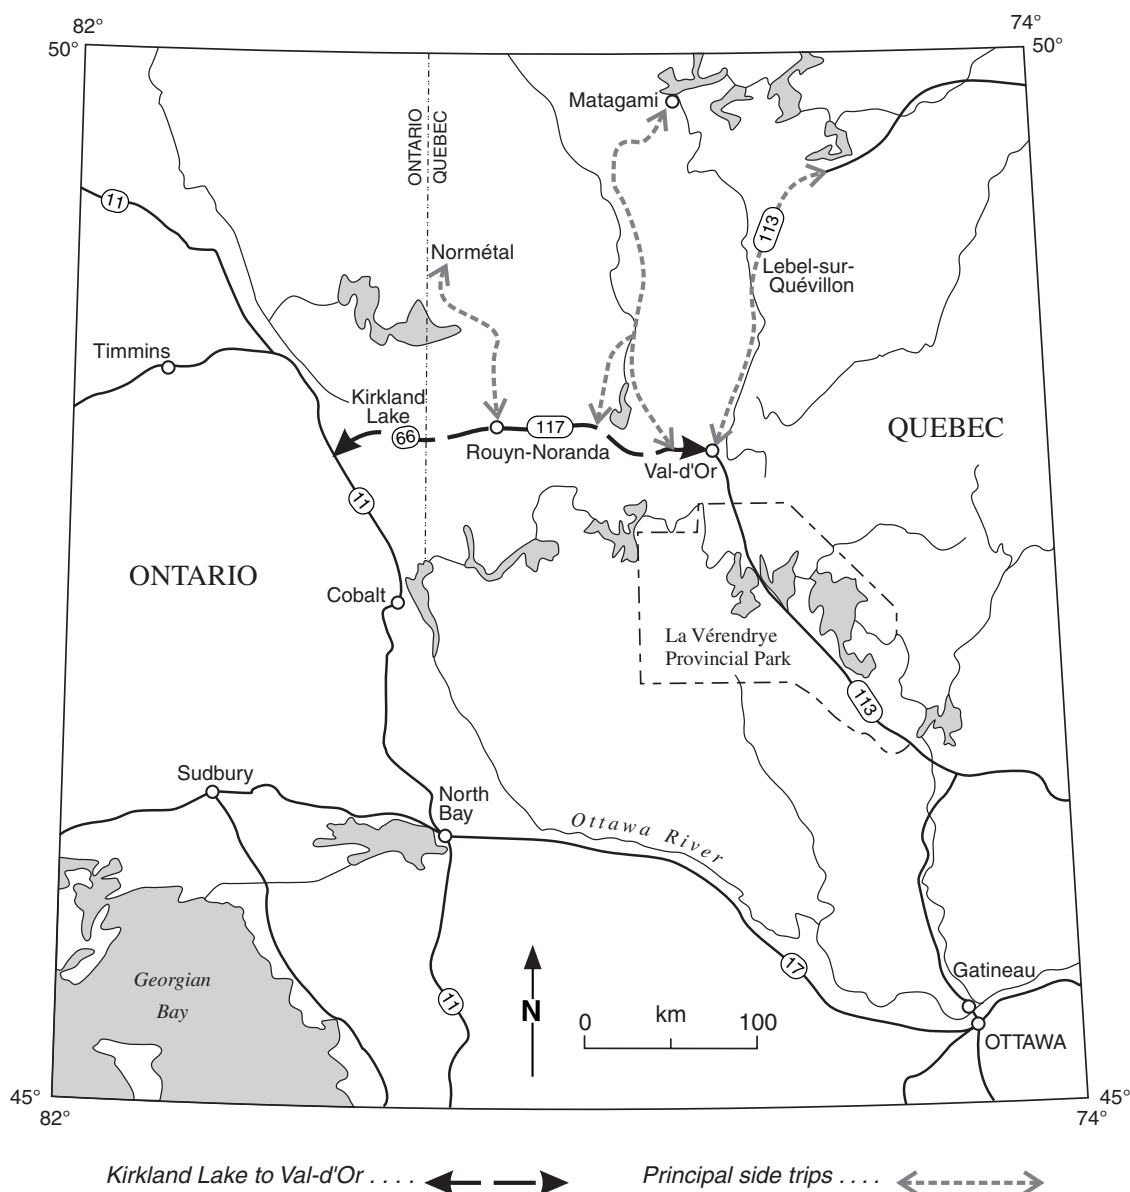 82°
74°
50°
50°
Matagami
ONTARIO
QUEBEC
11
113
Normétal
Lebel-sur-
Quévillon
Timmins
Kirkland
Lake
66
117
QUEBEC
Rouyn-Noranda
Val-d'Or
11
ONTARIO
Cobalt
La Vérendrye
Provincial Park
113
Sudbury
North
Bay
Ottawa River
17
Georgian
Bay
Gatineau
11
N
0 km 100
OTTAWA
45°
45°
82°
74°
Kirkland Lake to Val-d'Or . . . .
Principal side trips . . . .